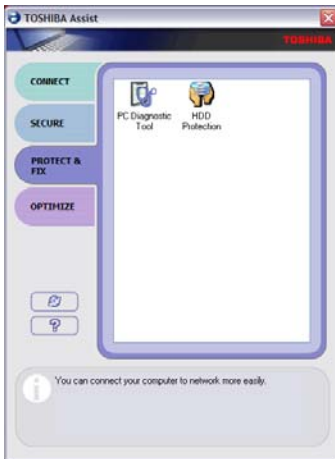 TOSHIBA Assist
TOSHIBA
CONNECT
SECURE
PROTECT &
FIX
OPTIMIZE
PC Diagnostic
Tool
HDD
Protection
?
i
You can connect your computer to network more easily.